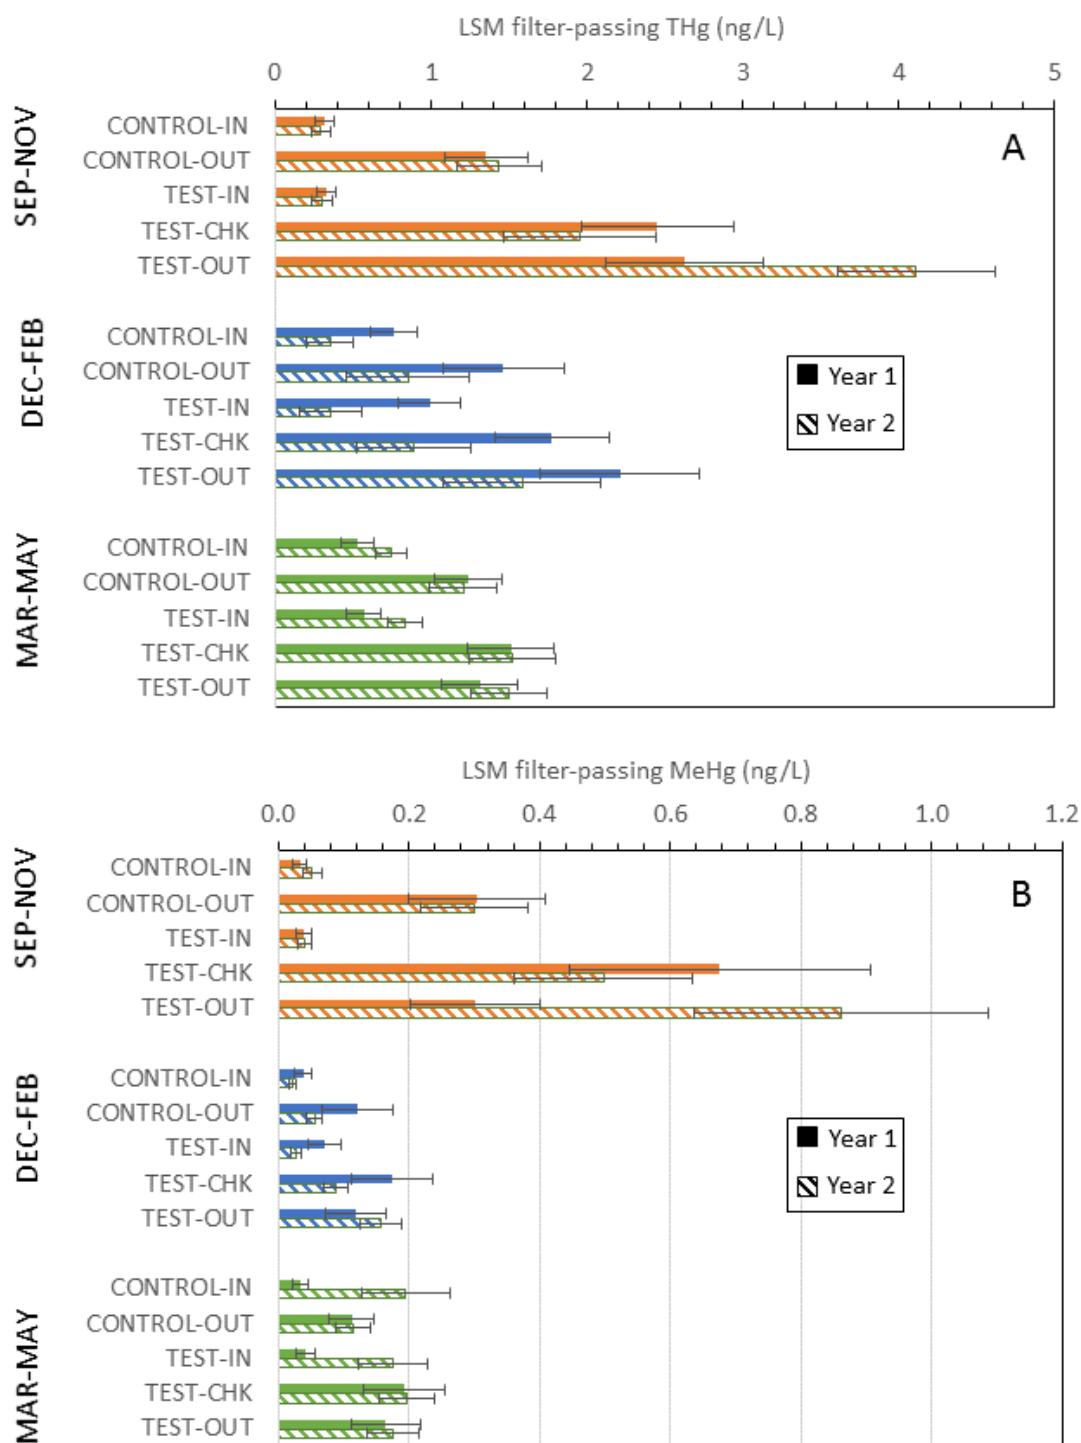 LSM filter-passing THg (ng/L)
0 1 2 3 4 5
A
SEP-NOV
CONTROL-IN
CONTROL-OUT
TEST-IN
TEST-CHK
TEST-OUT
DEC-FEB
CONTROL-IN
CONTROL-OUT
TEST-IN
TEST-CHK
TEST-OUT
Year 1
Year 2
MAR-MAY
CONTROL-IN
CONTROL-OUT
TEST-IN
TEST-CHK
TEST-OUT
LSM filter-passing MeHg (ng/L)
0.0 0.2 0.4 0.6 0.8 1.0 1.2
B
SEP-NOV
CONTROL-IN
CONTROL-OUT
TEST-IN
TEST-CHK
TEST-OUT
DEC-FEB
CONTROL-IN
CONTROL-OUT
TEST-IN
TEST-CHK
TEST-OUT
Year 1
Year 2
MAR-MAY
CONTROL-IN
CONTROL-OUT
TEST-IN
TEST-CHK
TEST-OUT